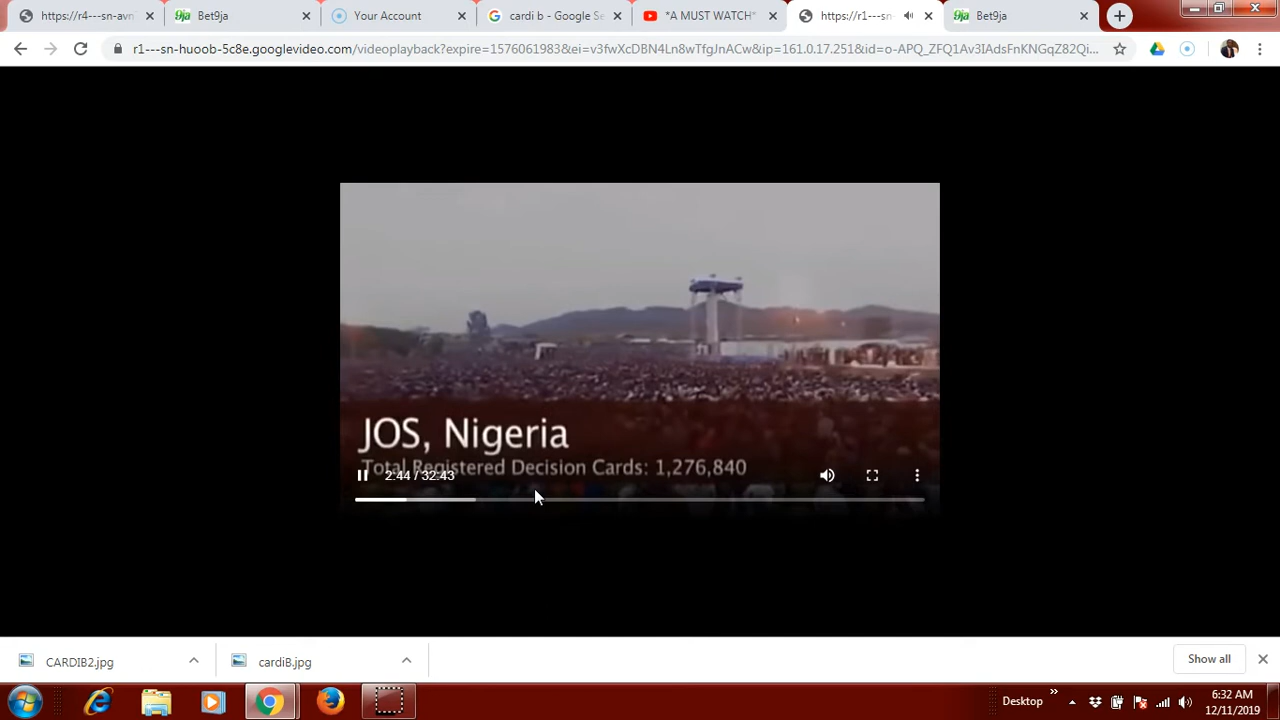 https://r4---sn-avn
9ja Bet9ja
Your Account
cardi b - Google Se
*A MUST WATCH*
https://r1---sn-
9ja Bet9ja
r1---sn-huoob-5c8e.googlevideo.com/videoplayback?expire=1576061983&ei=v3fwXcDBN4Ln8wTfgJnACw&ip=161.0.17.251&id=o-APQ_ZFQ1Av3IAdsFnKNGqZ82Qi...
JOS, Nigeria
Total Registered Decision Cards: 1,276,840
2:44 / 32:43
CARDIB2.jpg
cardiB.jpg
Show all
Desktop
6:32 AM
12/11/2019